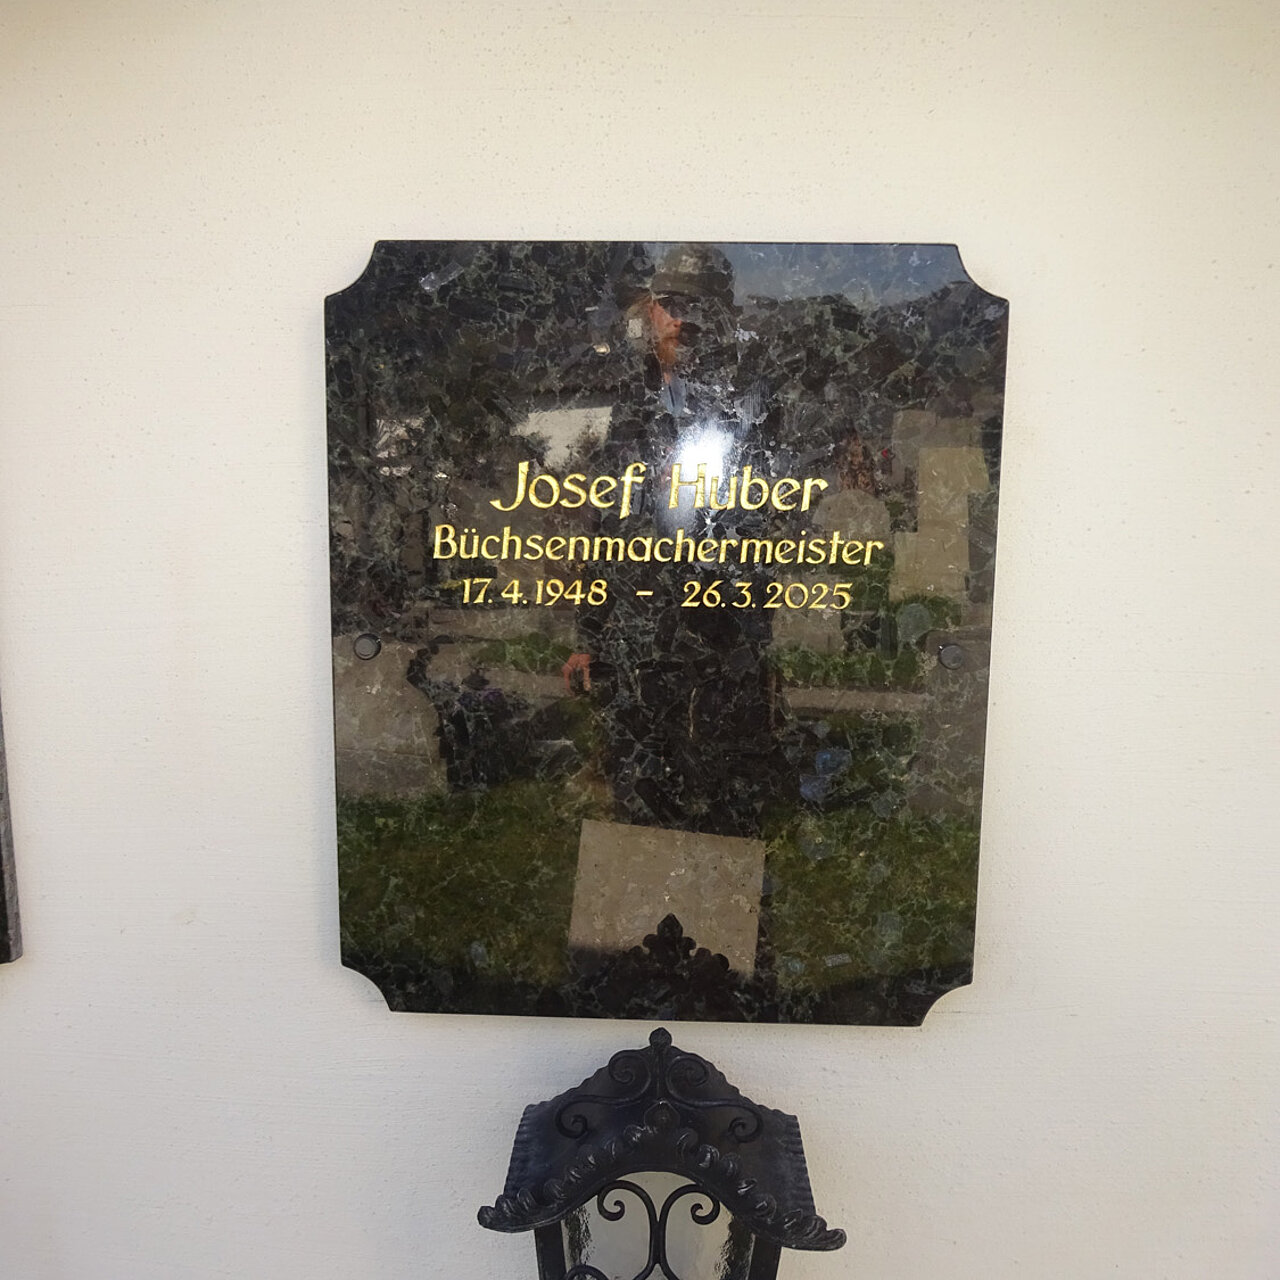 Josef Huber
Büchsenmachermeister
17. 4. 1948 – 26. 3. 2025